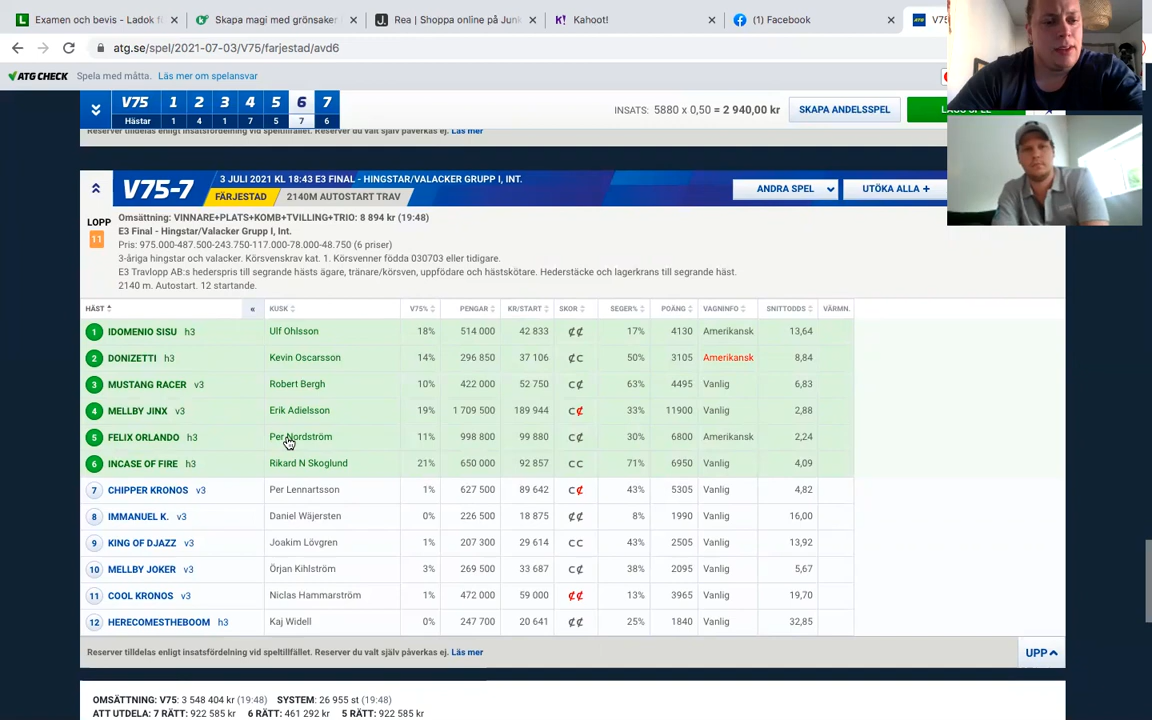 Examen och bevis - Ladok f
Skapa magi med grönsaker
Rea | Shoppa online på Junk
Kahoot!
(1) Facebook
V75
atg.se/spel/2021-07-03/V75/farjestad/avd6
ATG CHECK Spela med måtta. Läs mer om spelansvar
V75 1 2 3 4 5 6 7
Hästar 1 4 1 7 5 7 6
INSATS: 5880 x 0,50 = 2 940,00 kr
SKAPA ANDELSSPEL
Reserver tilldelas enligt insatsfördelning vid speltillfället. Reserver du valt själv påverkas ej. Läs mer
V75-7
3 JULI 2021 KL 18:43 E3 FINAL - HINGSTAR/VALACKER GRUPP I, INT.
FÄRJESTAD 2140M AUTOSTART TRAV
ANDRA SPEL
UTÖKA ALLA +
LOPP
11
Omsättning: VINNARE+PLATS+KOMB+TVILLING+TRIO: 8 894 kr (19:48)
E3 Final - Hingstar/Valacker Grupp I, Int.
Pris: 975.000-487.500-243.750-117.000-78.000-48.750 (6 priser)
3-åriga hingstar och valacker. Körsvenskrav kat. 1. Körsvenner födda 030703 eller tidigare.
E3 Travlopp AB:s hederspris till segrande hästs ägare, tränare/körsven, uppfödare och hästskötare. Hederstäcke och lagerkrans till segrande häst.
2140 m. Autostart. 12 startande.
HÄST « KUSK V75% PENGAR KR/START SKOR SEGER% POÄNG VAGNINFO SNITTODDS VÄRMN.
1 IDOMENIO SISU h3 Ulf Ohlsson 18% 514 000 42 833 ȼȼ 17% 4130 Amerikansk 13,64
2 DONIZETTI h3 Kevin Oscarsson 14% 296 850 37 106 ȼc 50% 3105 Amerikansk 8,84
3 MUSTANG RACER v3 Robert Bergh 10% 422 000 52 750 cȼ 63% 4495 Vanlig 6,83
4 MELLBY JINX v3 Erik Adielsson 19% 1 709 500 189 944 cȼ 33% 11900 Vanlig 2,88
5 FELIX ORLANDO h3 Per Nordström 11% 998 800 99 880 cȼ 30% 6800 Amerikansk 2,24
6 INCASE OF FIRE h3 Rikard N Skoglund 21% 650 000 92 857 cc 71% 6950 Vanlig 4,09
7 CHIPPER KRONOS v3 Per Lennartsson 1% 627 500 89 642 cȼ 43% 5305 Vanlig 4,82
8 IMMANUEL K. v3 Daniel Wäjersten 0% 226 500 18 875 ȼȼ 8% 1990 Vanlig 16,00
9 KING OF DJAZZ v3 Joakim Lövgren 1% 207 300 29 614 cc 43% 2505 Vanlig 13,92
10 MELLBY JOKER v3 Örjan Kihlström 3% 269 500 33 687 cȼ 38% 2095 Vanlig 5,67
11 COOL KRONOS v3 Niclas Hammarström 1% 472 000 59 000 ȼȼ 13% 3965 Vanlig 19,70
12 HERECOMESTHEBOOM h3 Kaj Widell 0% 247 700 20 641 ȼȼ 25% 1840 Vanlig 32,85
Reserver tilldelas enligt insatsfördelning vid speltillfället. Reserver du valt själv påverkas ej. Läs mer
UPP
OMSÄTTNING: V75: 3 548 404 kr (19:48) SYSTEM: 26 955 st (19:48)
ATT UTDELA: 7 RÄTT: 922 585 kr 6 RÄTT: 461 292 kr 5 RÄTT: 922 585 kr